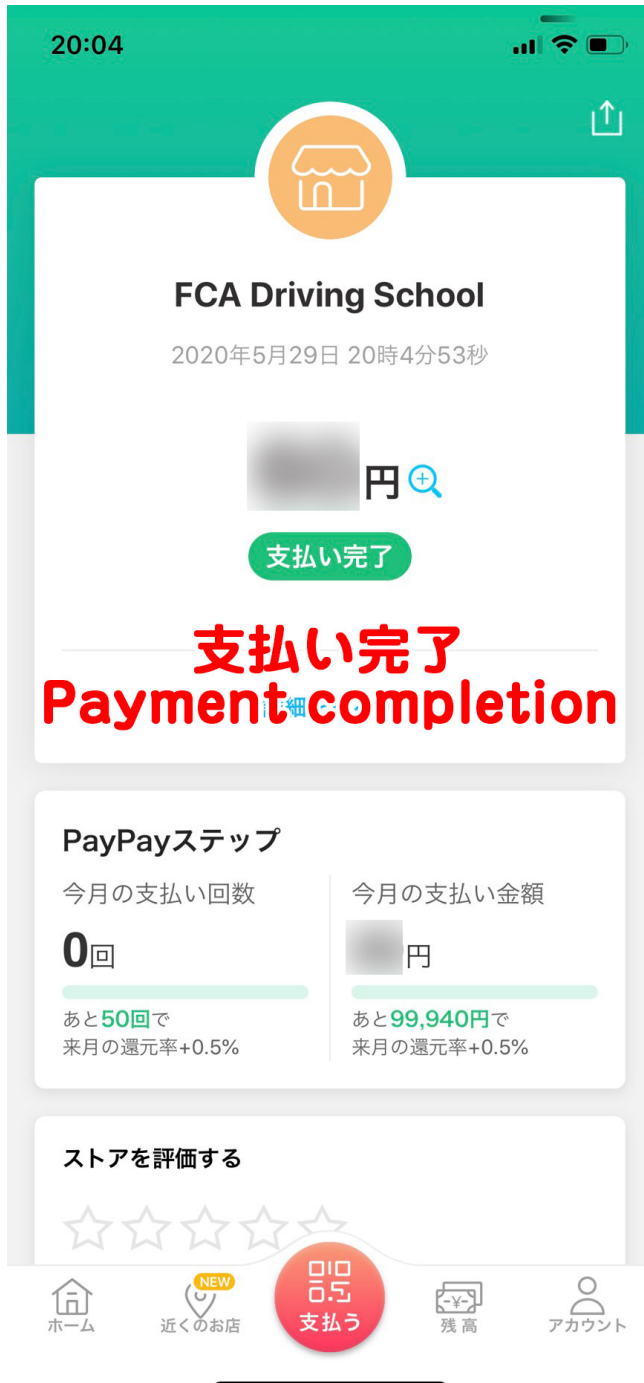 20:04
FCA Driving School
2020年5月29日 20時4分53秒
円
支払い完了
支払い完了
Payment completion
PayPayステップ
今月の支払い回数
0回
あと50回で
来月の還元率+0.5%
今月の支払い金額
円
あと99,940円で
来月の還元率+0.5%
ストアを評価する
ホーム
NEW
近くのお店
支払う
残高
アカウント